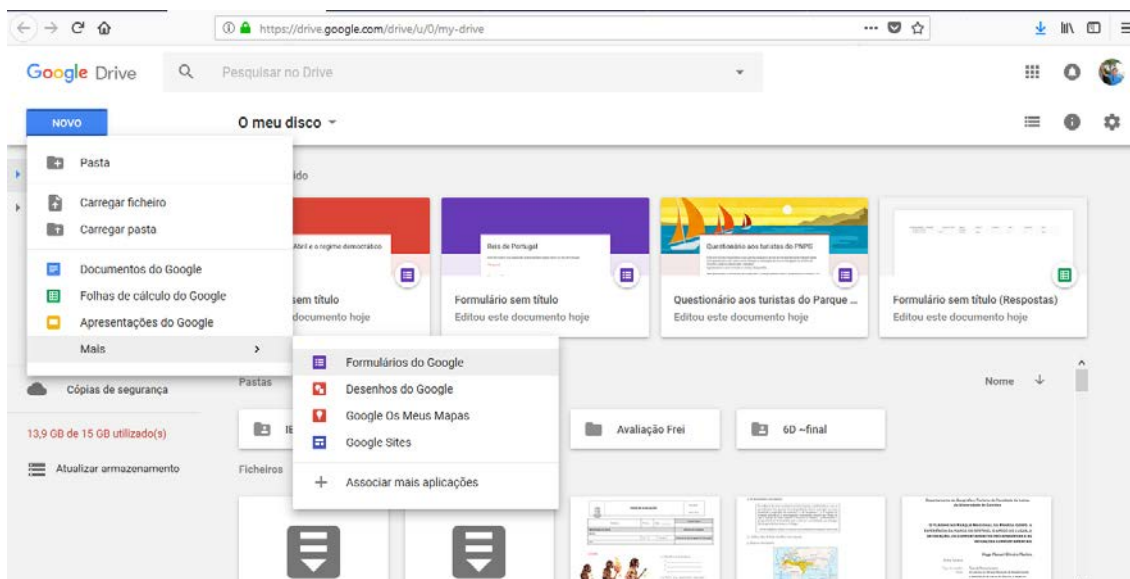 https://drive.google.com/drive/u/0/my-drive
Google Drive
Pesquisar no Drive
NOVO
O meu disco
Pasta
Carregar ficheiro
Carregar pasta
Documentos do Google
Folhas de cálculo do Google
Apresentações do Google
Mais
Formulários do Google
Desenhos do Google
Google Os Meus Mapas
Google Sites
Associar mais aplicações
ido
Abril e o regime democrático
sem título
documento hoje
Reis de Portugal
Formulário sem título
Editou este documento hoje
Questionário aos turistas do PNPG
Questionário aos turistas do Parque ...
Editou este documento hoje
Formulário sem título (Respostas)
Editou este documento hoje
Cópias de segurança
13,9 GB de 15 GB utilizado(s)
Atualizar armazenamento
Pastas
Nome
Avaliação Frei
6D ~final
Ficheiros